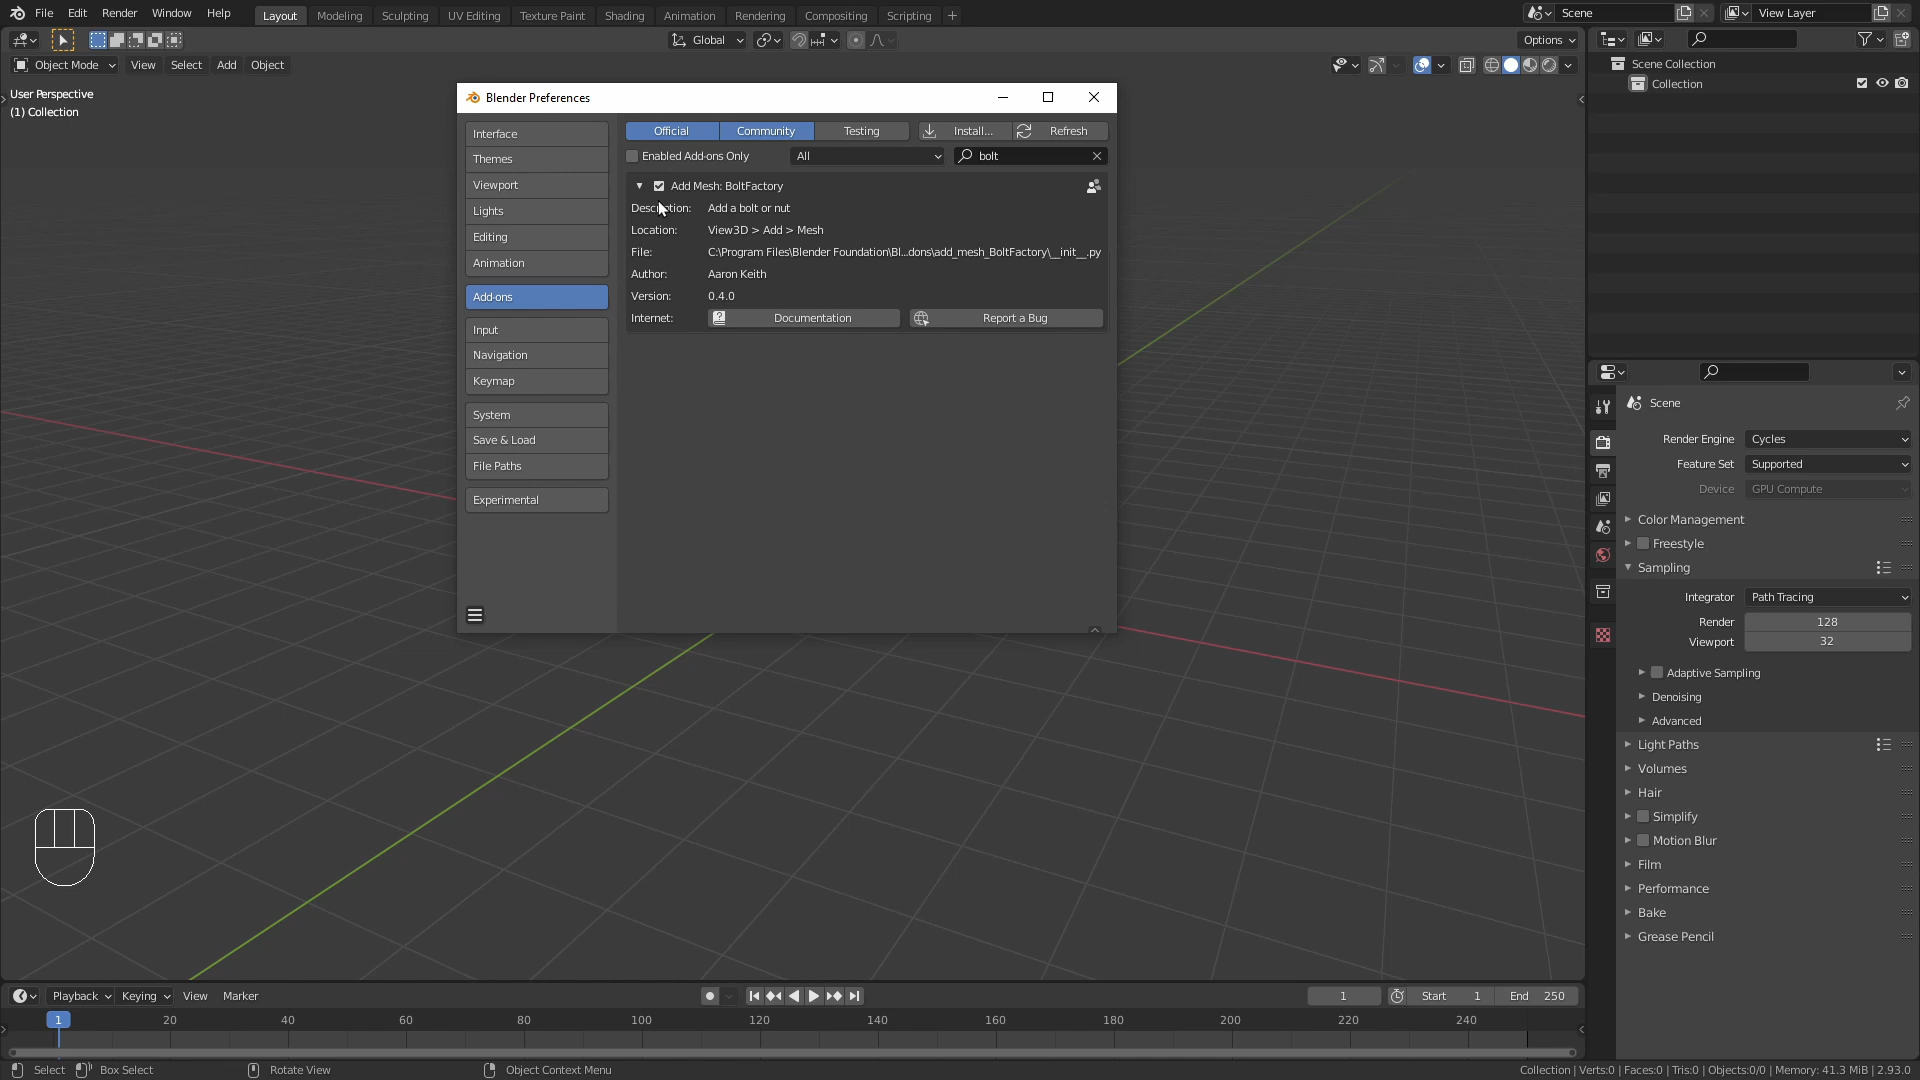 File Edit Render Window Help Layout Modeling Sculpting UV Editing Texture Paint Shading Animation Rendering Compositing Scripting + Scene View Layer
Global Options
Object Mode View Select Add Object
User Perspective
(1) Collection
Scene Collection
Collection
Blender Preferences
Interface
Themes
Viewport
Lights
Editing
Animation
Add-ons
Input
Navigation
Keymap
System
Save & Load
File Paths
Experimental
Official Community Testing Install... Refresh
Enabled Add-ons Only All bolt
Add Mesh: BoltFactory
Description: Add a bolt or nut
Location: View3D > Add > Mesh
File: C:\Program Files\Blender Foundation\Bl...dons\add_mesh_BoltFactory\__init__.py
Author: Aaron Keith
Version: 0.4.0
Internet: Documentation Report a Bug
Scene
Render Engine Cycles
Feature Set Supported
Device GPU Compute
Color Management
Freestyle
Sampling
Integrator Path Tracing
Render 128
Viewport 32
Adaptive Sampling
Denoising
Advanced
Light Paths
Volumes
Hair
Simplify
Motion Blur
Film
Performance
Bake
Grease Pencil
Playback Keying View Marker 1 Start 1 End 250
1 20 40 60 80 100 120 140 160 180 200 220 240
Select Box Select Rotate View Object Context Menu Collection | Verts:0 | Faces:0 | Tris:0 | Objects:0/0 | Memory: 41.3 MiB | 2.93.0